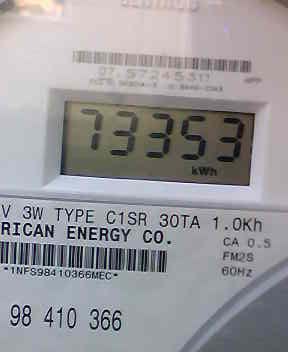 73353
kWh
V 3W TYPE C1SR 30TA 1.0Kh
RICAN ENERGY CO.
CA 0.5
FM2S
60Hz
*1NFS98410366MEC*
98 410 366